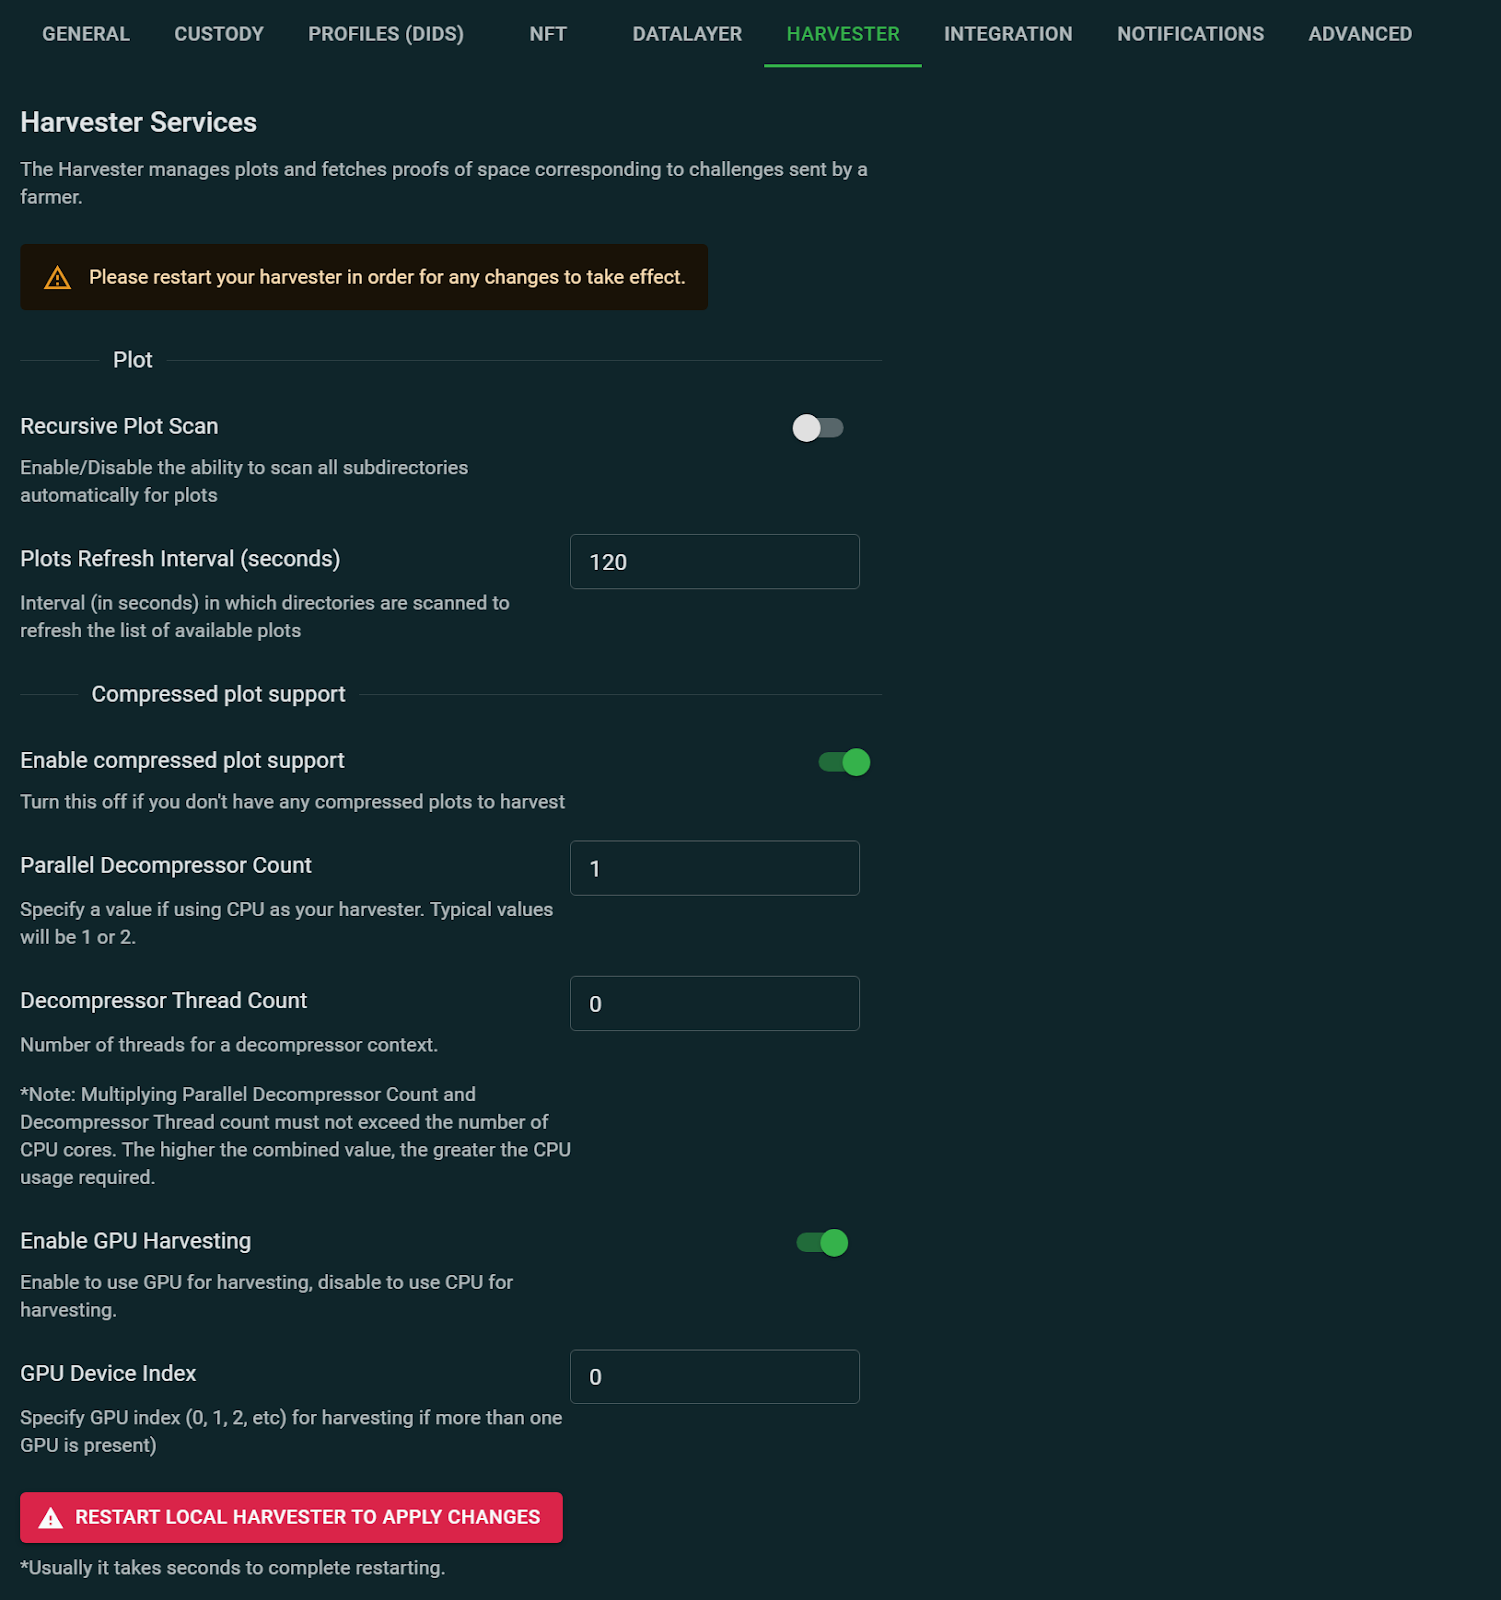 GENERAL CUSTODY PROFILES (DIDS) NFT DATALAYER HARVESTER INTEGRATION NOTIFICATIONS ADVANCED
Harvester Services
The Harvester manages plots and fetches proofs of space corresponding to challenges sent by a
farmer.
Please restart your harvester in order for any changes to take effect.
Plot
Recursive Plot Scan
Enable/Disable the ability to scan all subdirectories
automatically for plots
Plots Refresh Interval (seconds)
120
Interval (in seconds) in which directories are scanned to
refresh the list of available plots
Compressed plot support
Enable compressed plot support
Turn this off if you don't have any compressed plots to harvest
Parallel Decompressor Count
1
Specify a value if using CPU as your harvester. Typical values
will be 1 or 2.
Decompressor Thread Count
0
Number of threads for a decompressor context.
*Note: Multiplying Parallel Decompressor Count and
Decompressor Thread count must not exceed the number of
CPU cores. The higher the combined value, the greater the CPU
usage required.
Enable GPU Harvesting
Enable to use GPU for harvesting, disable to use CPU for
harvesting.
GPU Device Index
0
Specify GPU index (0, 1, 2, etc) for harvesting if more than one
GPU is present)
RESTART LOCAL HARVESTER TO APPLY CHANGES
*Usually it takes seconds to complete restarting.